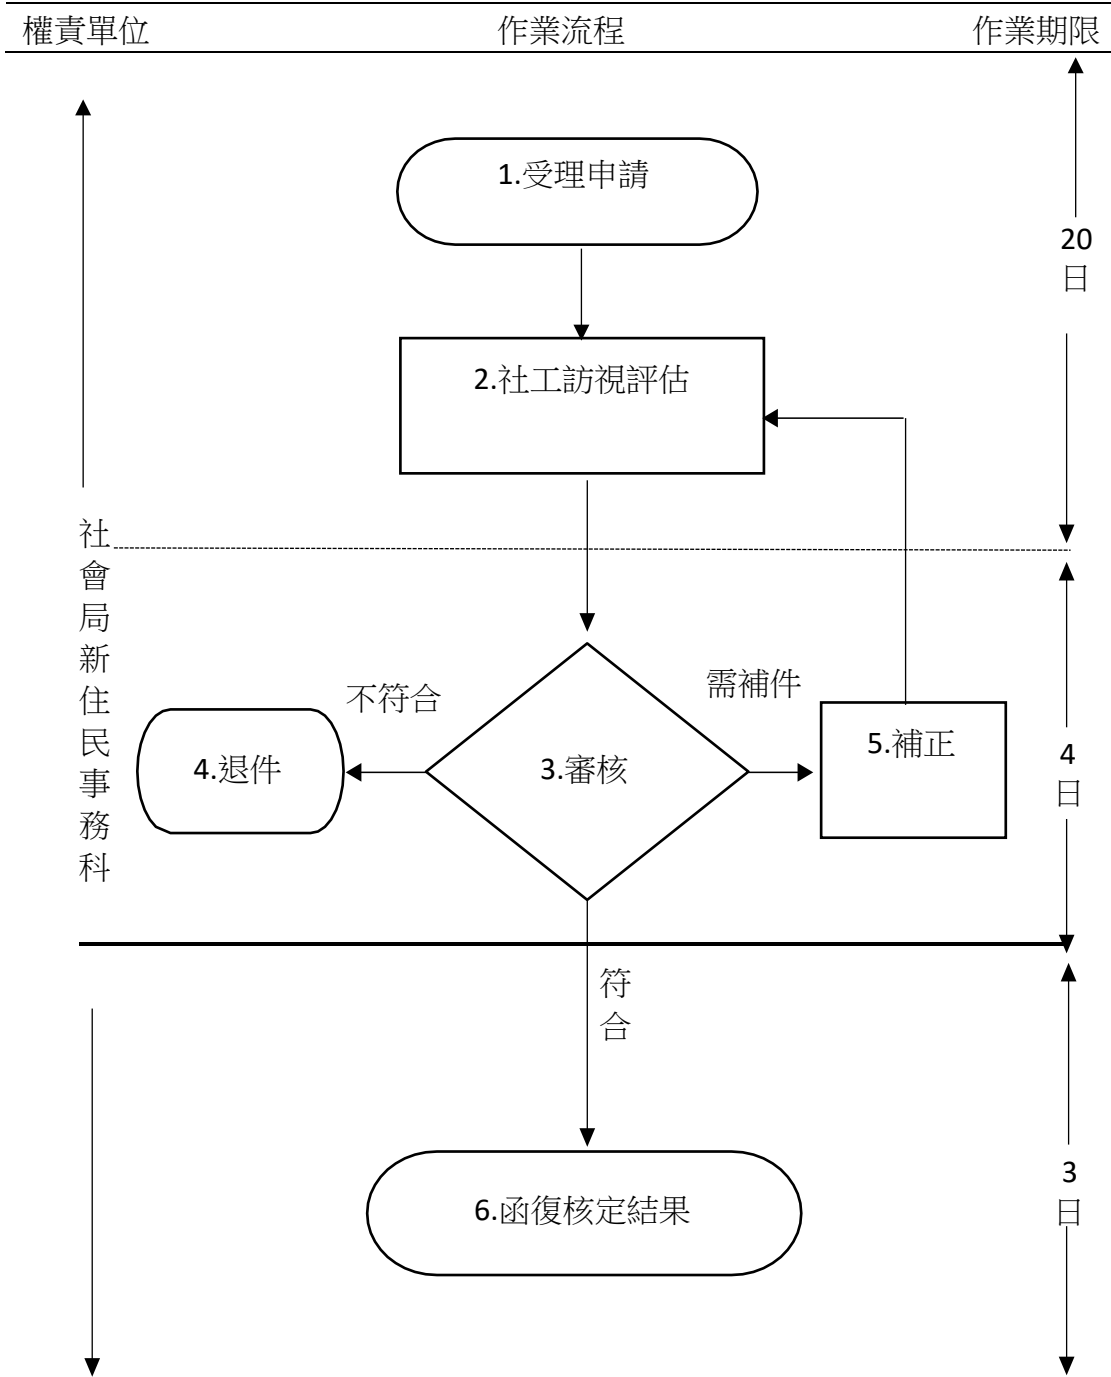 權責單位 作業流程 作業期限
1.受理申請
20
日
2.社工訪視評估
社會局新住民事務科
不符合
需補件
4.退件
3.審核
5.補正
4
日
符合
3
日
6.函復核定結果